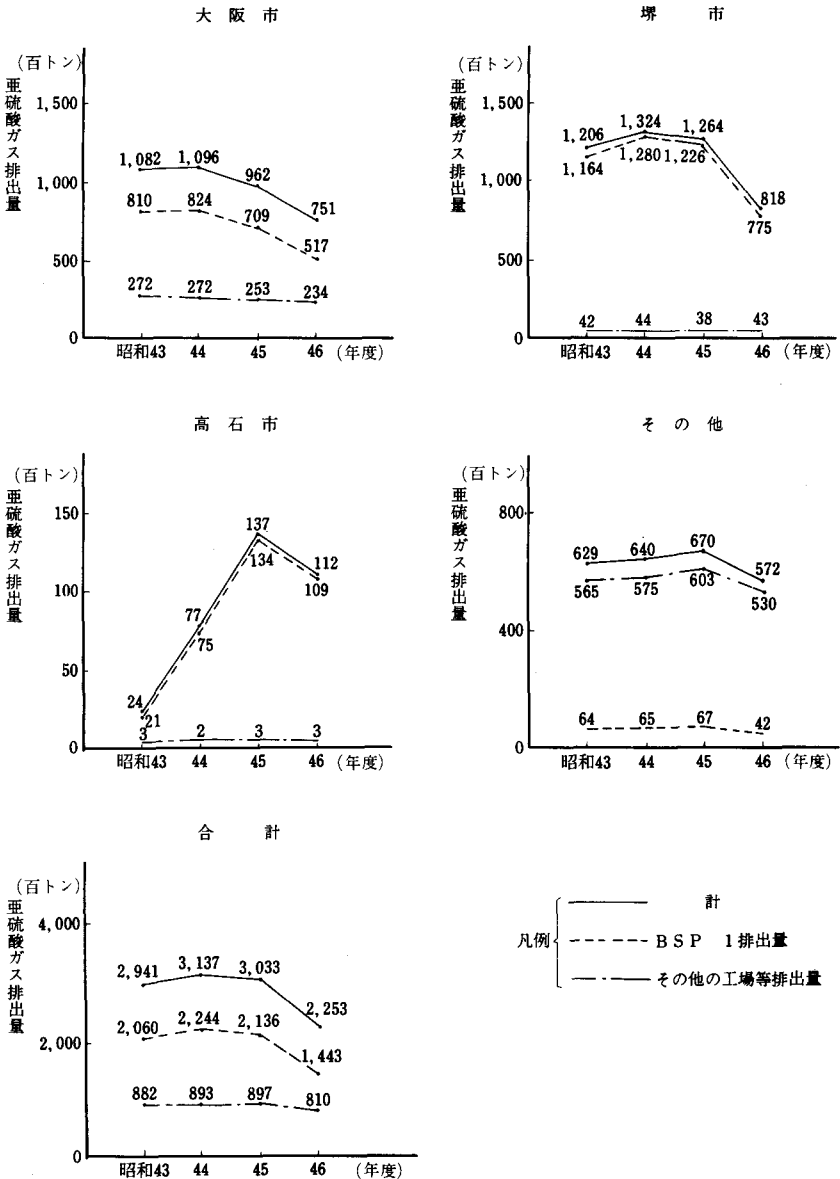 大阪市
(百トン)
亜硫酸ガス排出量
1,500
1,000
500
0
1,082 1,096 962 751
810 824 709 517
272 272 253 234
昭和43 44 45 46 (年度)
堺市
(百トン)
亜硫酸ガス排出量
1,500
1,000
500
0
1,206 1,324 1,264 818
1,164 1,280 1,226 775
42 44 38 43
昭和43 44 45 46 (年度)
高石市
(百トン)
亜硫酸ガス排出量
150
100
50
0
24 77 137 112
21 75 134 109
3 2 3 3
昭和43 44 45 46 (年度)
その他
(百トン)
亜硫酸ガス排出量
800
400
0
629 640 670 572
565 575 603 530
64 65 67 42
昭和43 44 45 46 (年度)
合計
(百トン)
亜硫酸ガス排出量
4,000
2,000
0
2,941 3,137 3,033 2,253
2,060 2,244 2,136 1,443
882 893 897 810
昭和43 44 45 46 (年度)
凡例
計
BSP 1排出量
その他の工場等排出量